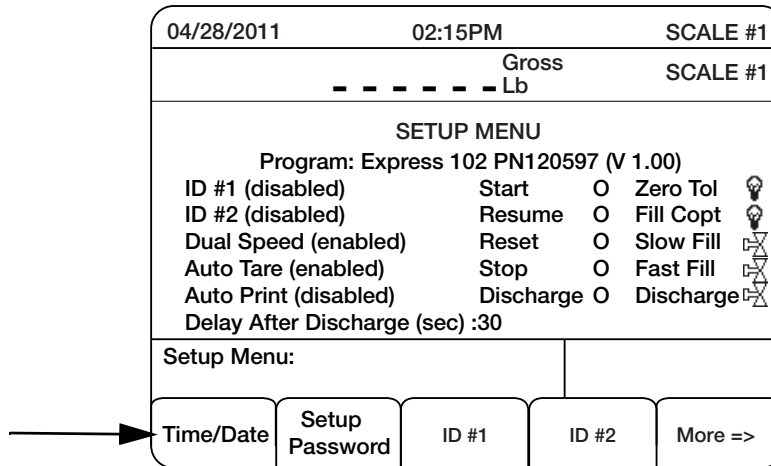 04/28/2011 02:15PM SCALE #1
Gross SCALE #1
_ _ _ _ _ _ Lb
SETUP MENU
Program: Express 102 PN120597 (V 1.00)
ID #1 (disabled) Start O Zero Tol
ID #2 (disabled) Resume O Fill Copt
Dual Speed (enabled) Reset O Slow Fill
Auto Tare (enabled) Stop O Fast Fill
Auto Print (disabled) Discharge O Discharge
Delay After Discharge (sec) :30
Setup Menu:
Time/Date Setup Password ID #1 ID #2 More =>